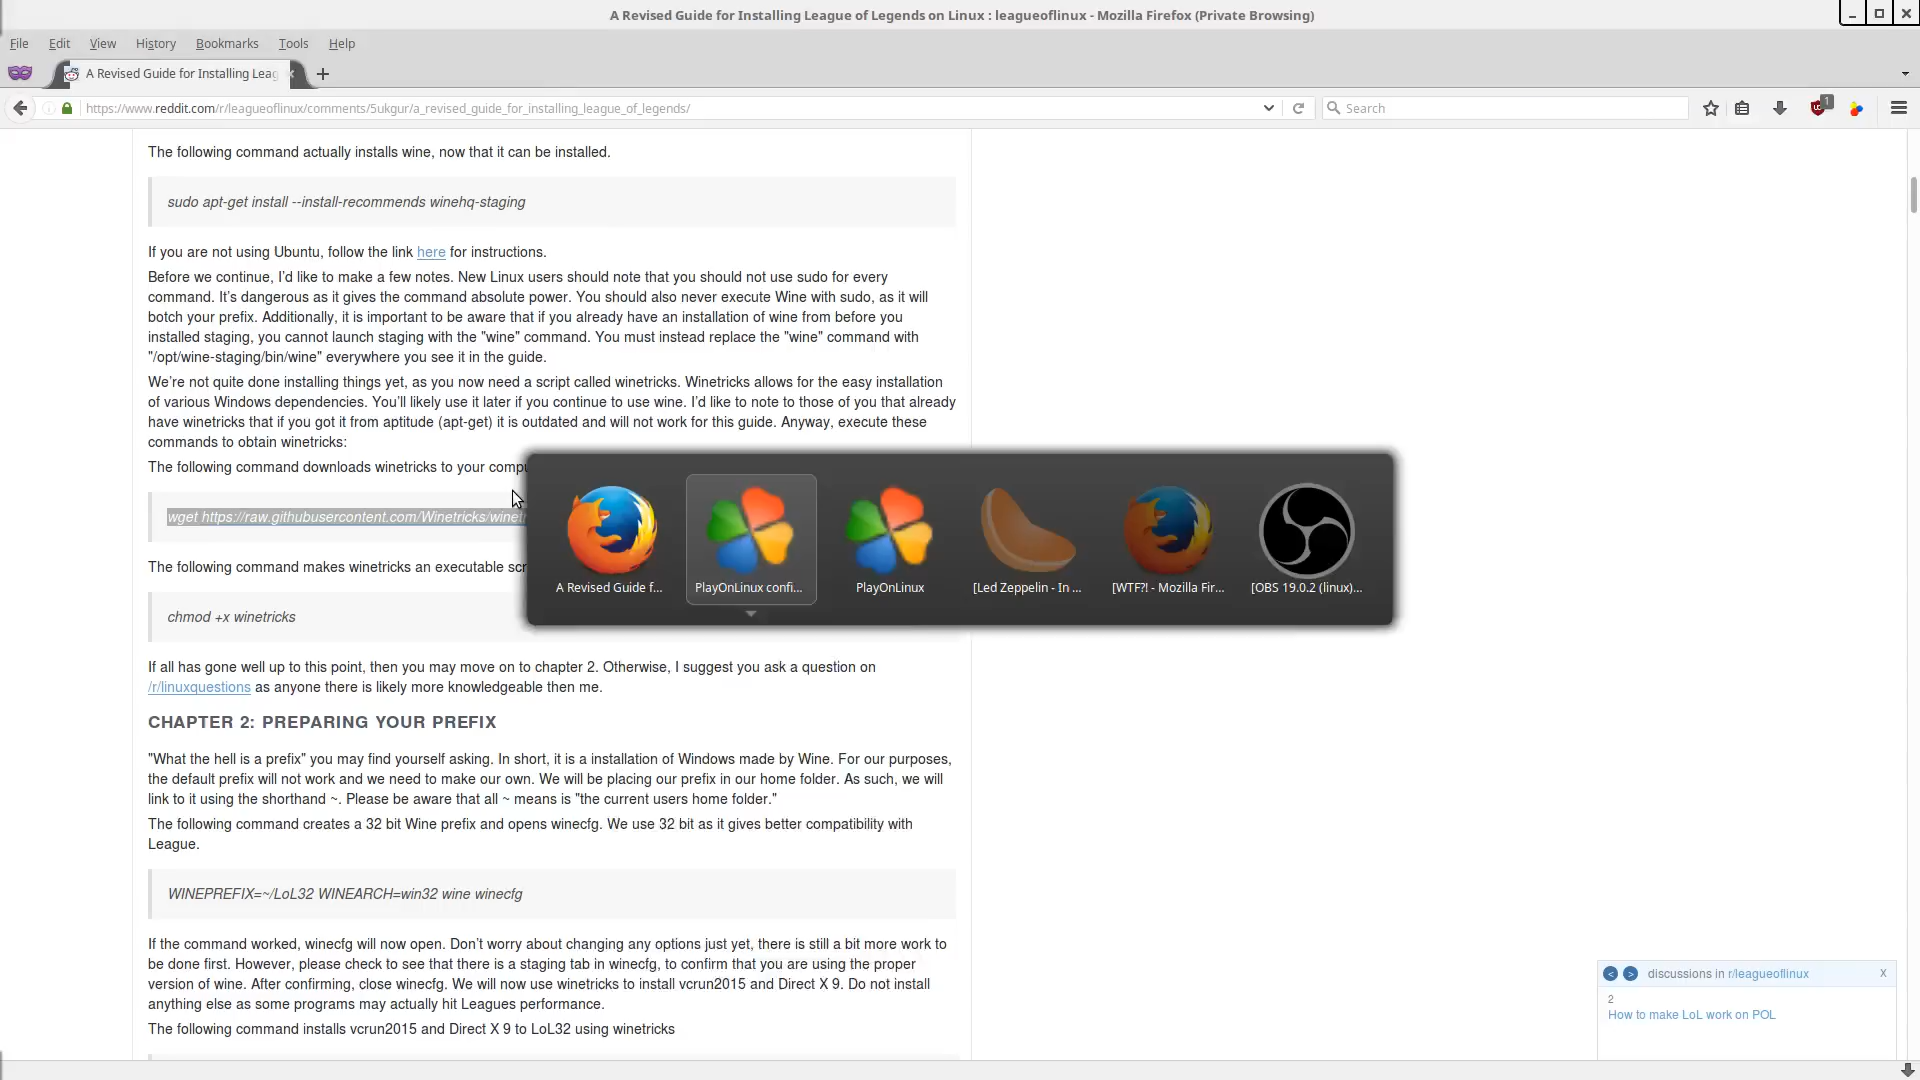 A Revised Guide for Installing League of Legends on Linux : leagueoflinux - Mozilla Firefox (Private Browsing)
File Edit View History Bookmarks Tools Help
A Revised Guide for Installing Leag
https://www.reddit.com/r/leagueoflinux/comments/5ukgur/a_revised_guide_for_installing_league_of_legends/
Search
1
The following command actually installs wine, now that it can be installed.
sudo apt-get install --install-recommends winehq-staging
If you are not using Ubuntu, follow the link here for instructions.
Before we continue, I'd like to make a few notes. New Linux users should note that you should not use sudo for every
command. It's dangerous as it gives the command absolute power. You should also never execute Wine with sudo, as it will
botch your prefix. Additionally, it is important to be aware that if you already have an installation of wine from before you
installed staging, you cannot launch staging with the "wine" command. You must instead replace the "wine" command with
"/opt/wine-staging/bin/wine" everywhere you see it in the guide.
We're not quite done installing things yet, as you now need a script called winetricks. Winetricks allows for the easy installation
of various Windows dependencies. You'll likely use it later if you continue to use wine. I'd like to note to those of you that already
have winetricks that if you got it from aptitude (apt-get) it is outdated and will not work for this guide. Anyway, execute these
commands to obtain winetricks:
The following command downloads winetricks to your compu
wget https://raw.githubusercontent.com/Winetricks/winetr
The following command makes winetricks an executable scr
chmod +x winetricks
A Revised Guide f...
PlayOnLinux confi...
PlayOnLinux
[Led Zeppelin - In ...
[WTF?! - Mozilla Fir...
[OBS 19.0.2 (linux)...
If all has gone well up to this point, then you may move on to chapter 2. Otherwise, I suggest you ask a question on
/r/linuxquestions as anyone there is likely more knowledgeable then me.
CHAPTER 2: PREPARING YOUR PREFIX
"What the hell is a prefix" you may find yourself asking. In short, it is a installation of Windows made by Wine. For our purposes,
the default prefix will not work and we need to make our own. We will be placing our prefix in our home folder. As such, we will
link to it using the shorthand ~. Please be aware that all ~ means is "the current users home folder."
The following command creates a 32 bit Wine prefix and opens winecfg. We use 32 bit as it gives better compatibility with
League.
WINEPREFIX=~/LoL32 WINEARCH=win32 wine winecfg
If the command worked, winecfg will now open. Don't worry about changing any options just yet, there is still a bit more work to
be done first. However, please check to see that there is a staging tab in winecfg, to confirm that you are using the proper
version of wine. After confirming, close winecfg. We will now use winetricks to install vcrun2015 and Direct X 9. Do not install
anything else as some programs may actually hit Leagues performance.
The following command installs vcrun2015 and Direct X 9 to LoL32 using winetricks
< > discussions in r/leagueoflinux X
2
How to make LoL work on POL